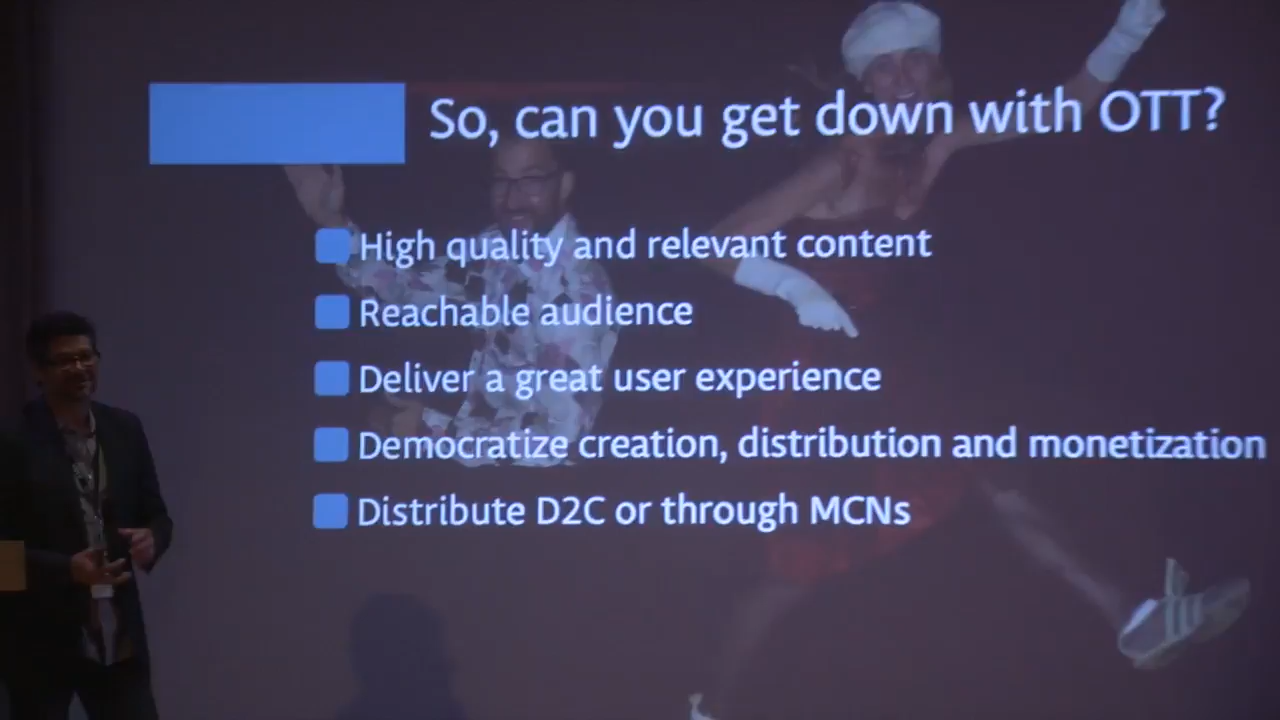 So, can you get down with OTT?
High quality and relevant content
Reachable audience
Deliver a great user experience
Democratize creation, distribution and monetization
Distribute D2C or through MCNs